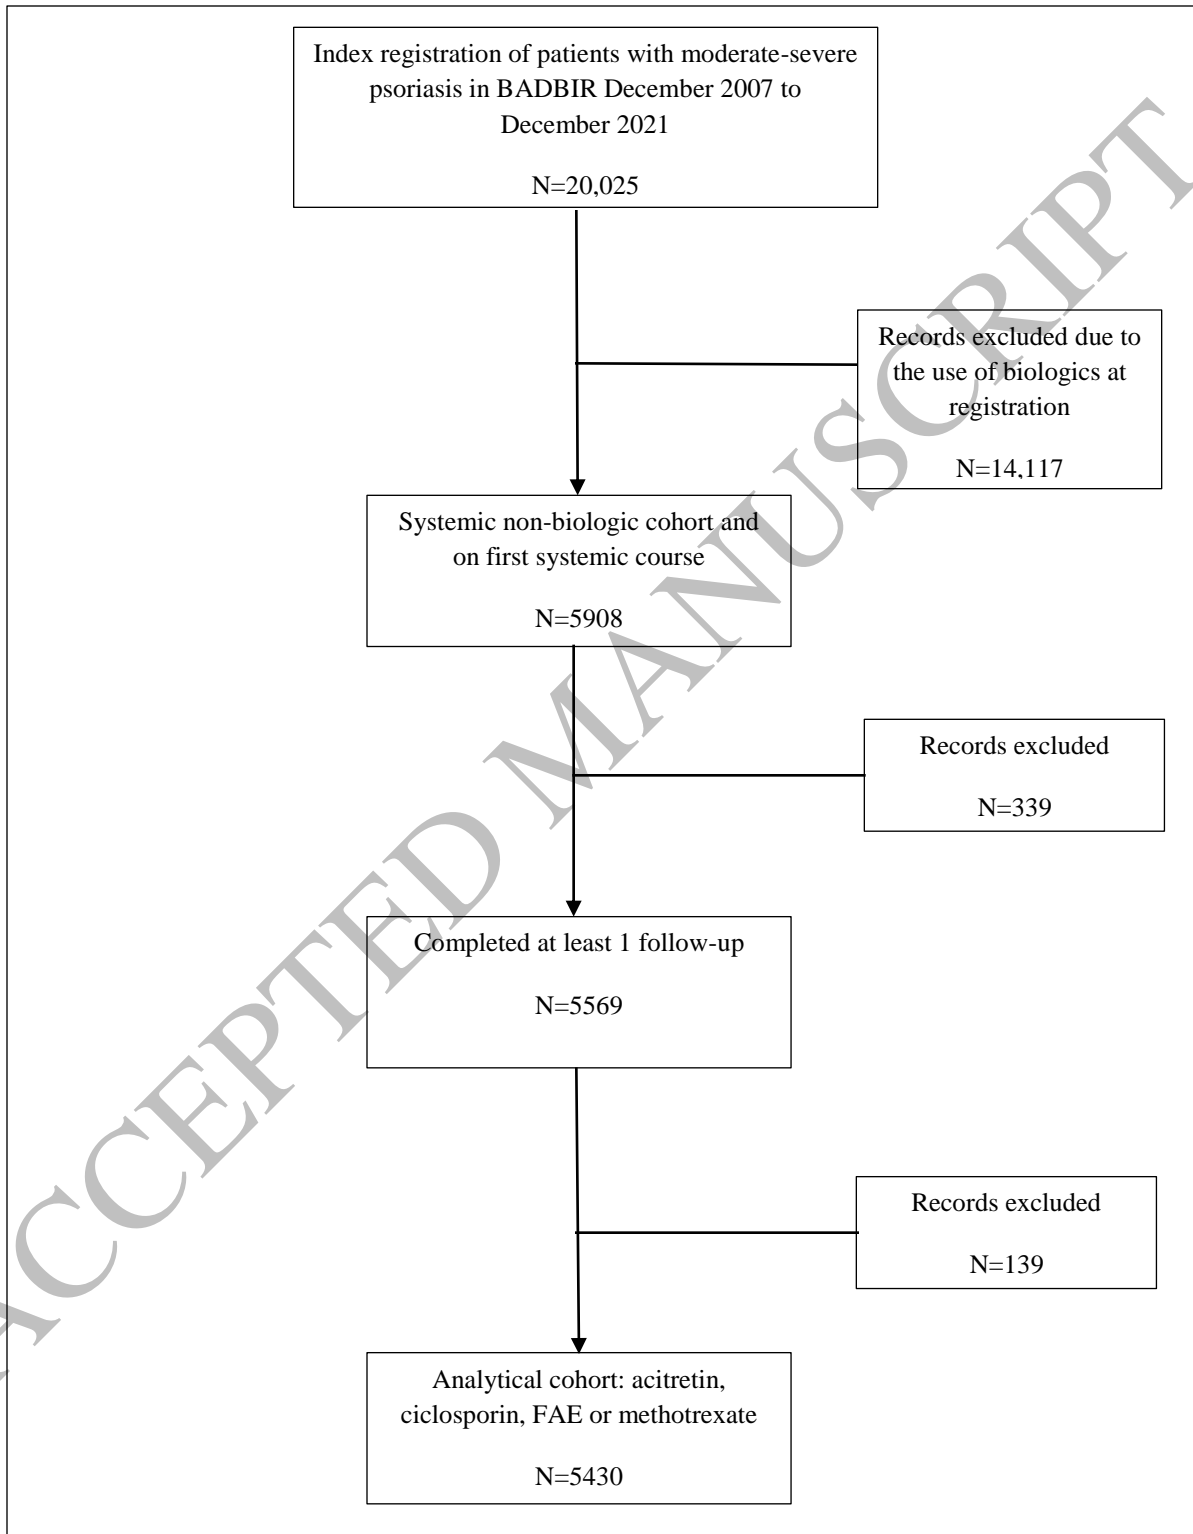 Index registration of patients with moderate-severe
psoriasis in BADBIR December 2007 to
December 2021
N=20,025
Records excluded due to
the use of biologics at
registration
N=14,117
Systemic non-biologic cohort and
on first systemic course
N=5908
Records excluded
N=339
Completed at least 1 follow-up
N=5569
Records excluded
N=139
Analytical cohort: acitretin,
ciclosporin, FAE or methotrexate
N=5430
ACCEPTED MANUSCRIPT